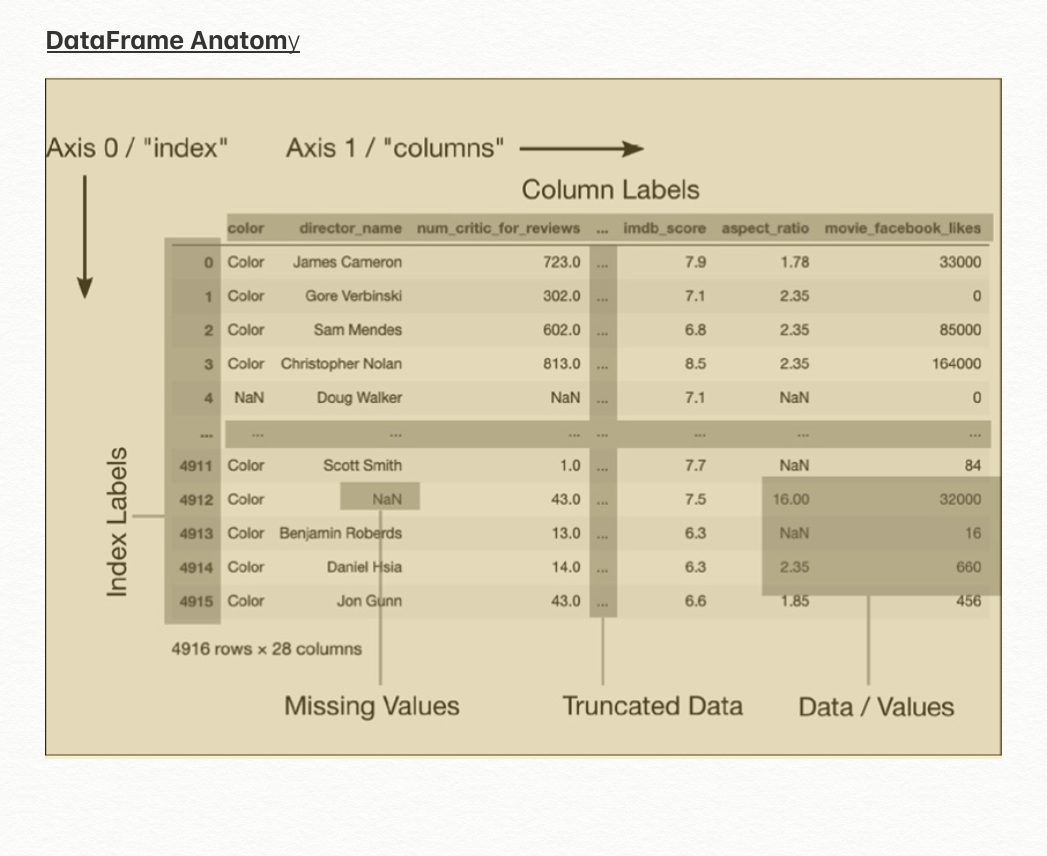 DataFrame Anatomy
Axis 0 / "index" Axis 1 / "columns"
Column Labels
color director_name num_critic_for_reviews ... imdb_score aspect_ratio movie_facebook_likes
0 Color James Cameron 723.0 ... 7.9 1.78 33000
1 Color Gore Verbinski 302.0 ... 7.1 2.35 0
2 Color Sam Mendes 602.0 ... 6.8 2.35 85000
3 Color Christopher Nolan 813.0 ... 8.5 2.35 164000
4 NaN Doug Walker NaN ... 7.1 NaN 0
... ... ... ... ... ... ... ...
4911 Color Scott Smith 1.0 ... 7.7 NaN 84
4912 Color NaN 43.0 ... 7.5 16.00 32000
4913 Color Benjamin Roberds 13.0 ... 6.3 NaN 16
4914 Color Daniel Hsia 14.0 ... 6.3 2.35 660
4915 Color Jon Gunn 43.0 ... 6.6 1.85 456
Index Labels
4916 rows × 28 columns
Missing Values Truncated Data Data / Values